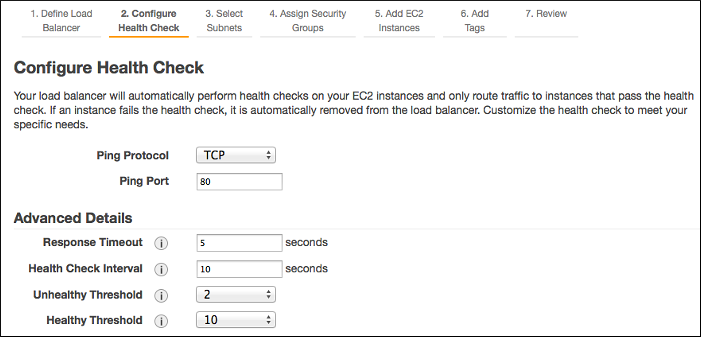 1. Define Load Balancer
2. Configure Health Check
3. Select Subnets
4. Assign Security Groups
5. Add EC2 Instances
6. Add Tags
7. Review
Configure Health Check
Your load balancer will automatically perform health checks on your EC2 instances and only route traffic to instances that pass the health
check. If an instance fails the health check, it is automatically removed from the load balancer. Customize the health check to meet your
specific needs.
Ping Protocol TCP
Ping Port 80
Advanced Details
Response Timeout i 5 seconds
Health Check Interval i 10 seconds
Unhealthy Threshold i 2
Healthy Threshold i 10